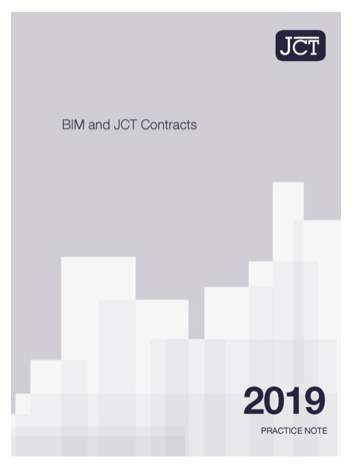 JCT
BIM and JCT Contracts
2019
PRACTICE NOTE